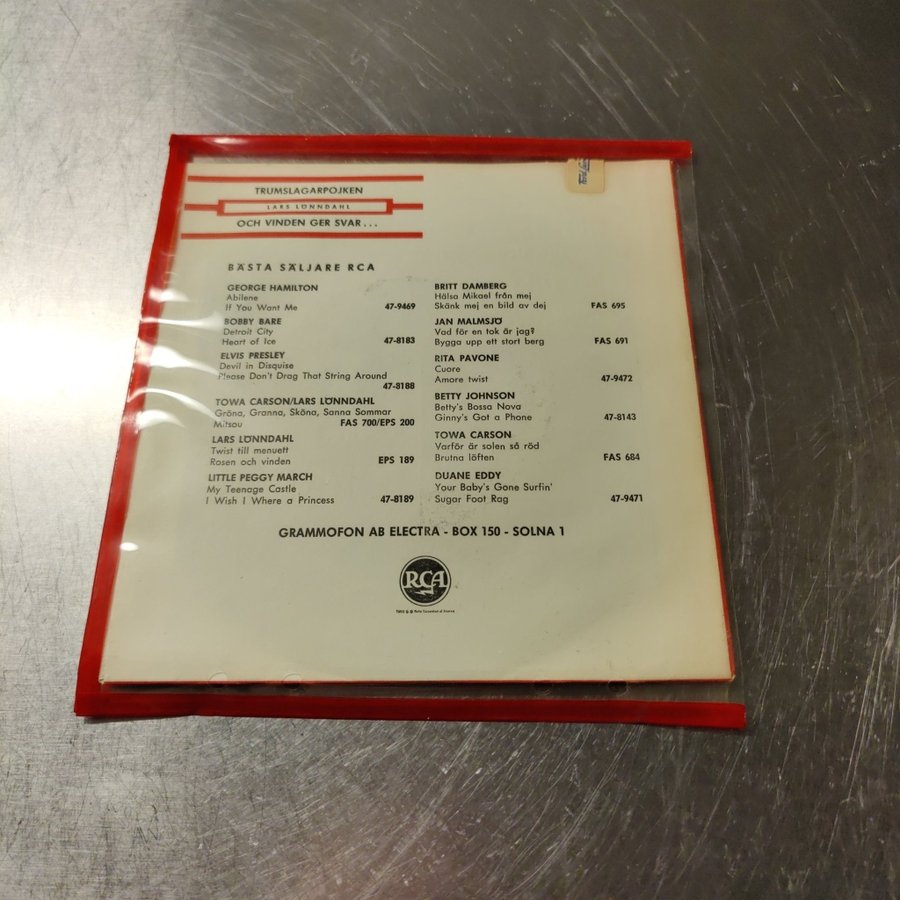 TRUMSLAGARPOJKEN
LARS LÖNNDAHL
OCH VINDEN GER SVAR...
BÄSTA SÄLJARE RCA
GEORGE HAMILTON
Abilene
If You Want Me 47-9469
BOBBY BARE
Detroit City
Heart of Ice 47-8183
ELVIS PRESLEY
Devil in Disquise
Please Don't Drag That String Around
47-8188
TOWA CARSON/LARS LÖNNDAHL
Gröna, Granna, Sköna, Sanna Sommar
Mitsou FAS 700/EPS 200
LARS LÖNNDAHL
Twist till menuett
Rosen och vinden EPS 189
LITTLE PEGGY MARCH
My Teenage Castle
I Wish I Where a Princess 47-8189
BRITT DAMBERG
Hälsa Mikael från mej
Skänk mej en bild av dej FAS 695
JAN MALMSJÖ
Vad för en tok är jag?
Bygga upp ett stort berg FAS 691
RITA PAVONE
Cuore
Amore twist 47-9472
BETTY JOHNSON
Betty's Bossa Nova
Ginny's Got a Phone 47-8143
TOWA CARSON
Varför är solen så röd
Brutna löften FAS 684
DUANE EDDY
Your Baby's Gone Surfin'
Sugar Foot Rag 47-9471
GRAMMOFON AB ELECTRA - BOX 150 - SOLNA 1
RCA